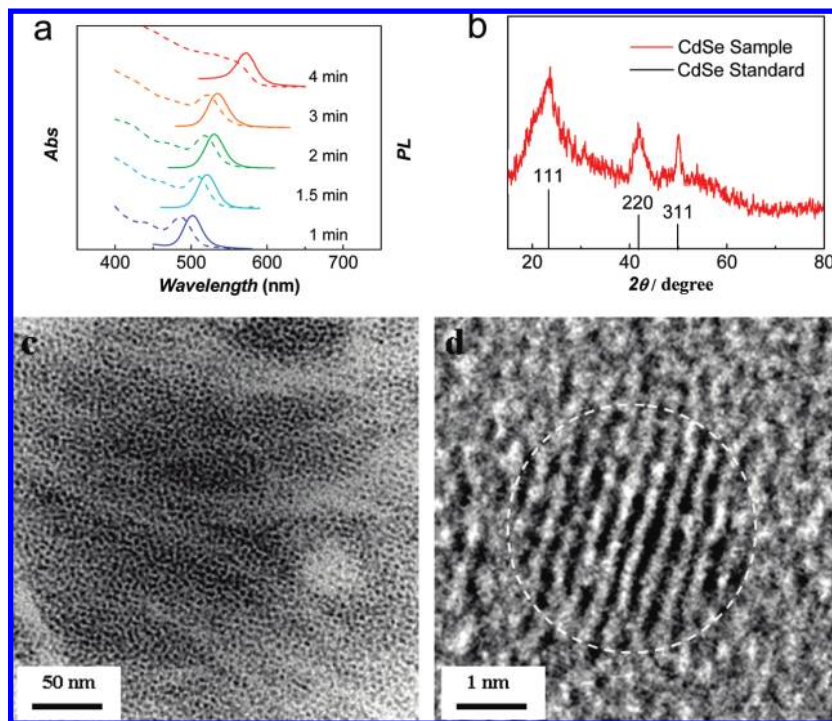 a
Abs
PL
4 min
3 min
2 min
1.5 min
1 min
400 500 600 700
Wavelength (nm)
b
CdSe Sample
CdSe Standard
111
220
311
20 40 60 80
2θ / degree
c
50 nm
d
1 nm